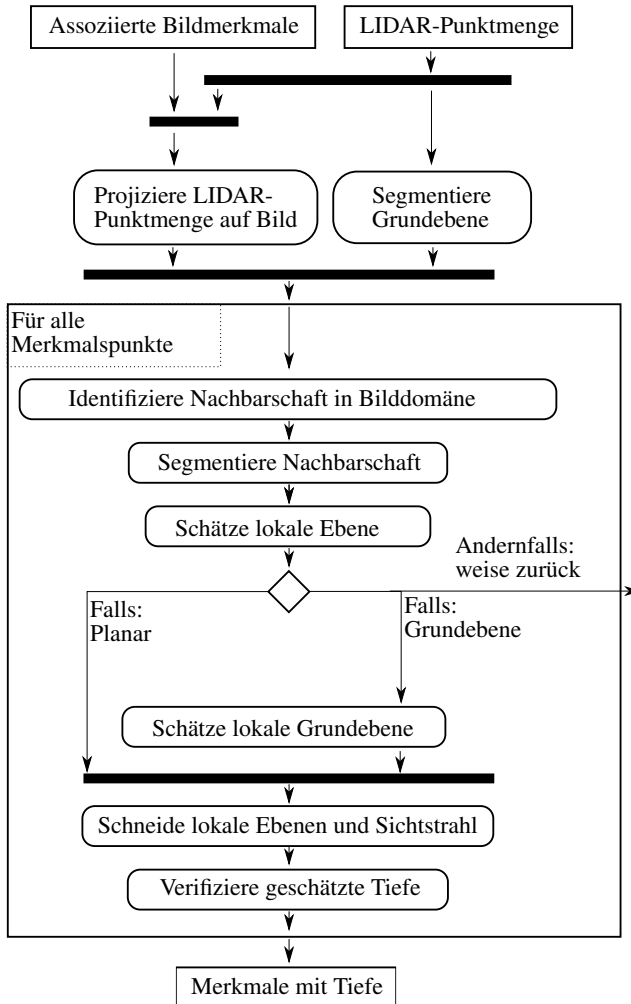 Assoziierte Bildmerkmale
LIDAR-Punktmenge
Projiziere LIDAR-
Punktmenge auf Bild
Segmentiere
Grundebene
Für alle
Merkmalspunkte
Identifiziere Nachbarschaft in Bilddomäne
Segmentiere Nachbarschaft
Schätze lokale Ebene
Andernfalls:
weise zurück
Falls:
Planar
Falls:
Grundebene
Schätze lokale Grundebene
Schneide lokale Ebenen und Sichtstrahl
Verifiziere geschätzte Tiefe
Merkmale mit Tiefe